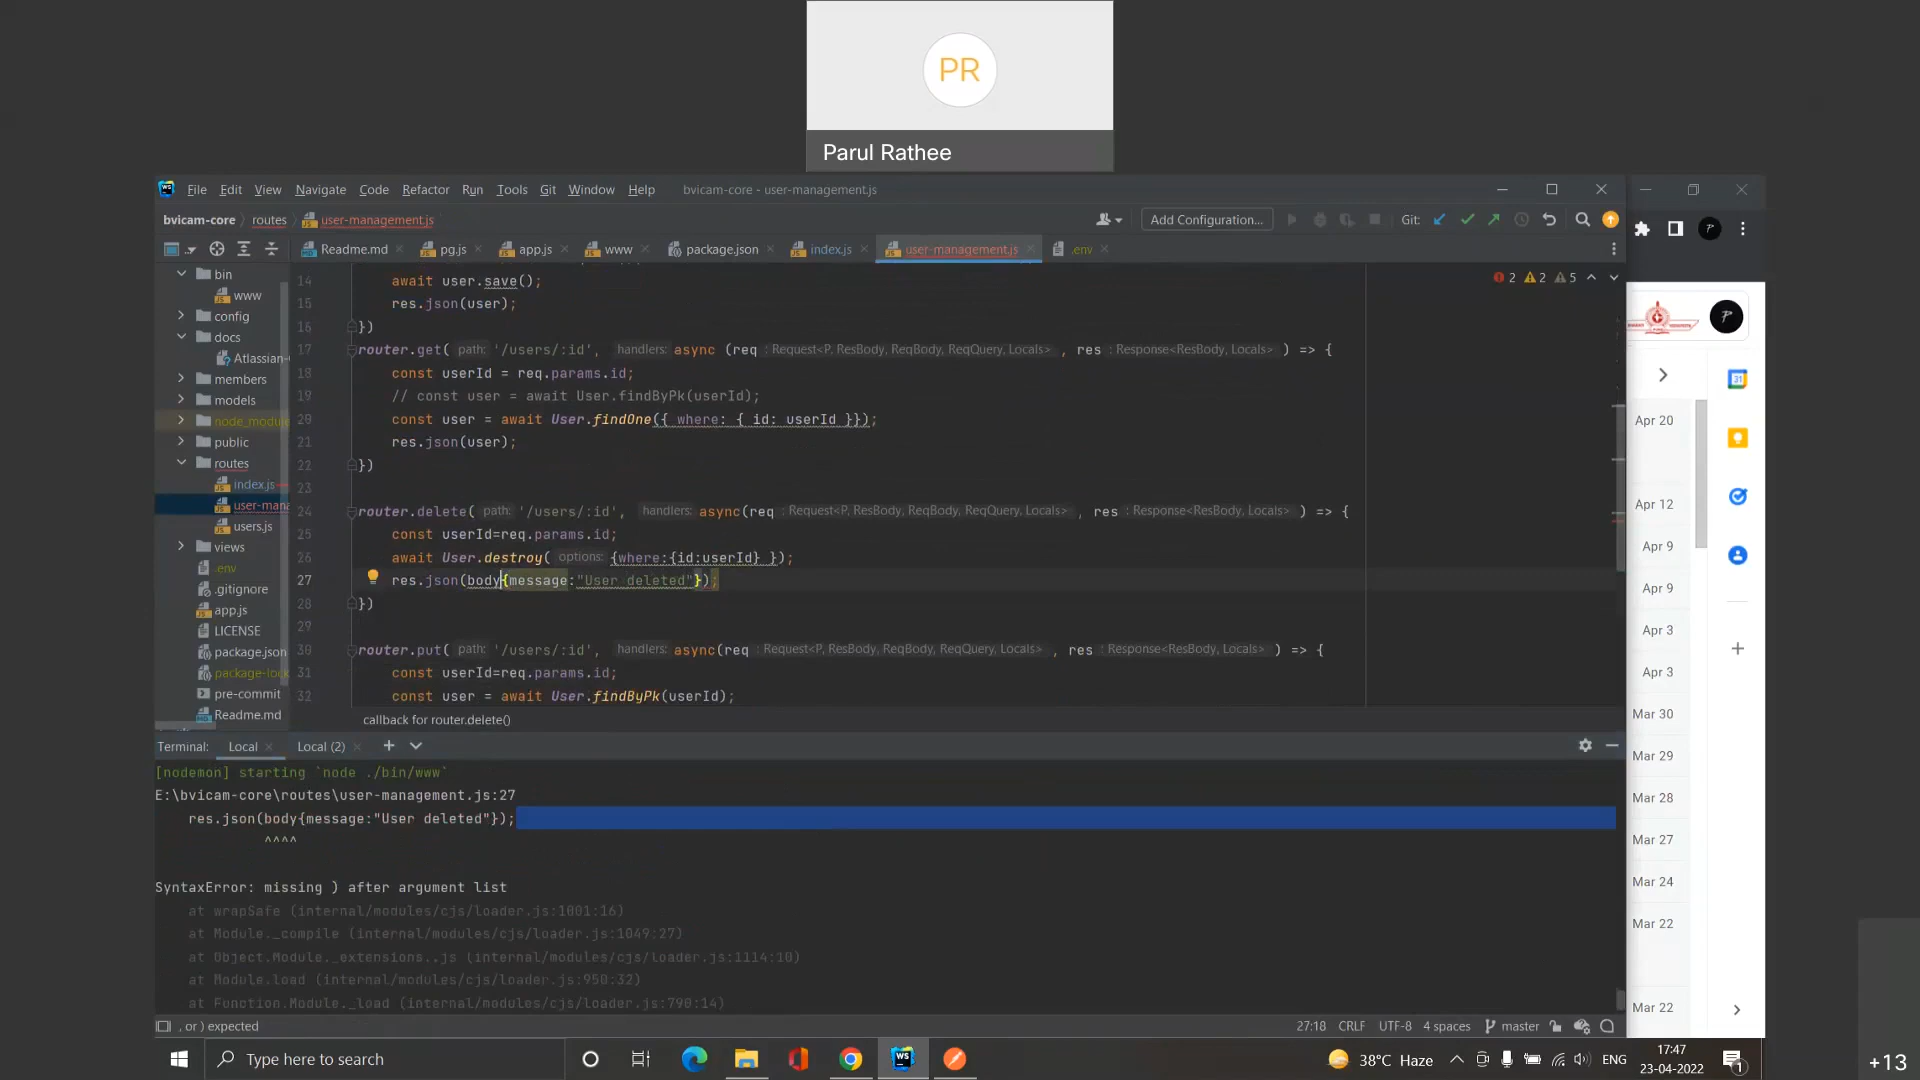 PR
Parul Rathee
File Edit View Navigate Code Refactor Run Tools Git Window Help bvicam-core - user-management.js
bvicam-core routes user-management.js
Add Configuration... Git:
Readme.md pg.js app.js www package.json index.js user-management.js .env
bin
www
config
docs
Atlassian-
members
models
node_module
public
routes
index.js
user-mana
users.js
views
.env
.gitignore
app.js
LICENSE
package.json
package-lock
pre-commit
Readme.md
2 2 5
14 await user.save();
15 res.json(user);
16 })
17 router.get( path: '/users/:id', handlers: async (req : Request<P, ResBody, ReqBody, ReqQuery, Locals> , res : Response<ResBody, Locals> ) => {
18 const userId = req.params.id;
19 // const user = await User.findByPk(userId);
20 const user = await User.findOne({ where: { id: userId }});
21 res.json(user);
22 })
23
24 router.delete( path: '/users/:id', handlers: async(req : Request<P, ResBody, ReqBody, ReqQuery, Locals> , res : Response<ResBody, Locals> ) => {
25 const userId=req.params.id;
26 await User.destroy( options: {where:{id:userId} });
27 res.json(body{message:"User deleted"});
28 })
29
30 router.put( path: '/users/:id', handlers: async(req : Request<P, ResBody, ReqBody, ReqQuery, Locals> , res : Response<ResBody, Locals> ) => {
31 const userId=req.params.id;
32 const user = await User.findByPk(userId);
callback for router.delete()
Terminal: Local Local (2)
[nodemon] starting `node ./bin/www`
E:\bvicam-core\routes\user-management.js:27
res.json(body{message:"User deleted"});
^^^^
SyntaxError: missing ) after argument list
at wrapSafe (internal/modules/cjs/loader.js:1001:16)
at Module._compile (internal/modules/cjs/loader.js:1049:27)
at Object.Module._extensions..js (internal/modules/cjs/loader.js:1114:10)
at Module.load (internal/modules/cjs/loader.js:950:32)
at Function.Module._load (internal/modules/cjs/loader.js:790:14)
, or ) expected
27:18 CRLF UTF-8 4 spaces master
Apr 20
Apr 12
Apr 9
Apr 9
Apr 3
Apr 3
Mar 30
Mar 29
Mar 28
Mar 27
Mar 24
Mar 22
Mar 22
31
Type here to search
38°C Haze
ENG
17:47
23-04-2022
1
+13